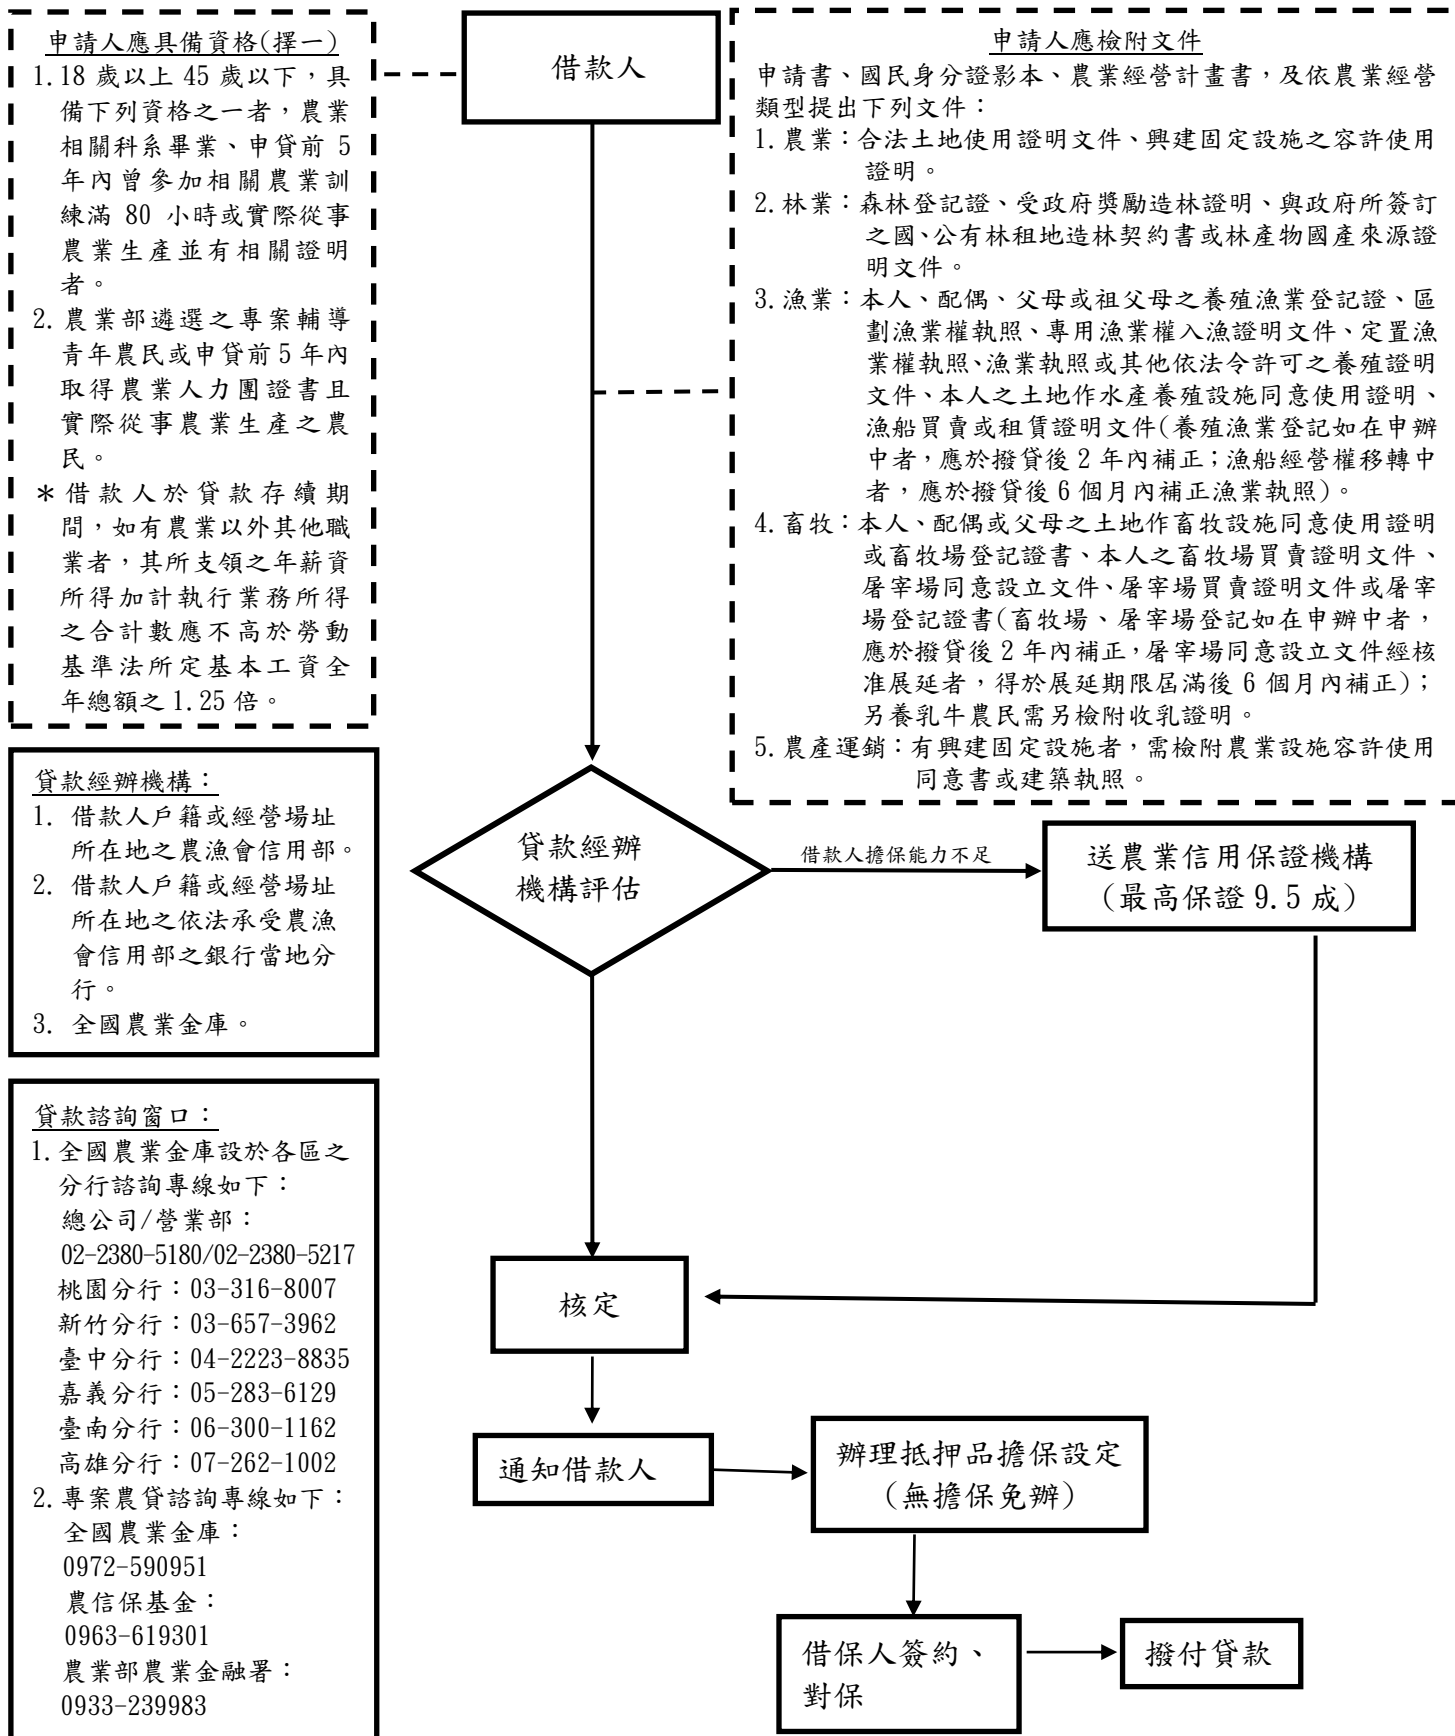 申請人應具備資格(擇一)
1.18 歲以上 45 歲以下，具
備下列資格之一者，農業
相關科系畢業、申貸前 5
年內曾參加相關農業訓
練滿 80 小時或實際從事
農業生產並有相關證明
者。
2.農業部遴選之專案輔導
青年農民或申貸前 5 年內
取得農業人力團證書且
實際從事農業生產之農
民。
＊借款人於貸款存續期
間，如有農業以外其他職
業者，其所支領之年薪資
所得加計執行業務所得
之合計數應不高於勞動
基準法所定基本工資全
年總額之 1.25 倍。
借款人
申請人應檢附文件
申請書、國民身分證影本、農業經營計畫書，及依農業經營
類型提出下列文件：
1.農業：合法土地使用證明文件、興建固定設施之容許使用
證明。
2.林業：森林登記證、受政府獎勵造林證明、與政府所簽訂
之國、公有林租地造林契約書或林產物國產來源證
明文件。
3.漁業：本人、配偶、父母或祖父母之養殖漁業登記證、區
劃漁業權執照、專用漁業權入漁證明文件、定置漁
業權執照、漁業執照或其他依法令許可之養殖證明
文件、本人之土地作水產養殖設施同意使用證明、
漁船買賣或租賃證明文件(養殖漁業登記如在申辦
中者，應於撥貸後 2 年內補正；漁船經營權移轉中
者，應於撥貸後 6 個月內補正漁業執照)。
4.畜牧：本人、配偶或父母之土地作畜牧設施同意使用證明
或畜牧場登記證書、本人之畜牧場買賣證明文件、
屠宰場同意設立文件、屠宰場買賣證明文件或屠宰
場登記證書(畜牧場、屠宰場登記如在申辦中者，
應於撥貸後 2 年內補正，屠宰場同意設立文件經核
准展延者，得於展延期限屆滿後 6 個月內補正)；
另養乳牛農民需另檢附收乳證明。
5.農產運銷：有興建固定設施者，需檢附農業設施容許使用
同意書或建築執照。
貸款經辦機構：
1. 借款人戶籍或經營場址
所在地之農漁會信用部。
2. 借款人戶籍或經營場址
所在地之依法承受農漁
會信用部之銀行當地分
行。
3. 全國農業金庫。
貸款經辦
機構評估
借款人擔保能力不足
送農業信用保證機構
(最高保證 9.5 成)
貸款諮詢窗口：
1.全國農業金庫設於各區之
分行諮詢專線如下：
總公司/營業部：
02-2380-5180/02-2380-5217
桃園分行：03-316-8007
新竹分行：03-657-3962
臺中分行：04-2223-8835
嘉義分行：05-283-6129
臺南分行：06-300-1162
高雄分行：07-262-1002
2.專案農貸諮詢專線如下：
全國農業金庫：
0972-590951
農信保基金：
0963-619301
農業部農業金融署：
0933-239983
核定
通知借款人
辦理抵押品擔保設定
(無擔保免辦)
借保人簽約、
對保
撥付貸款